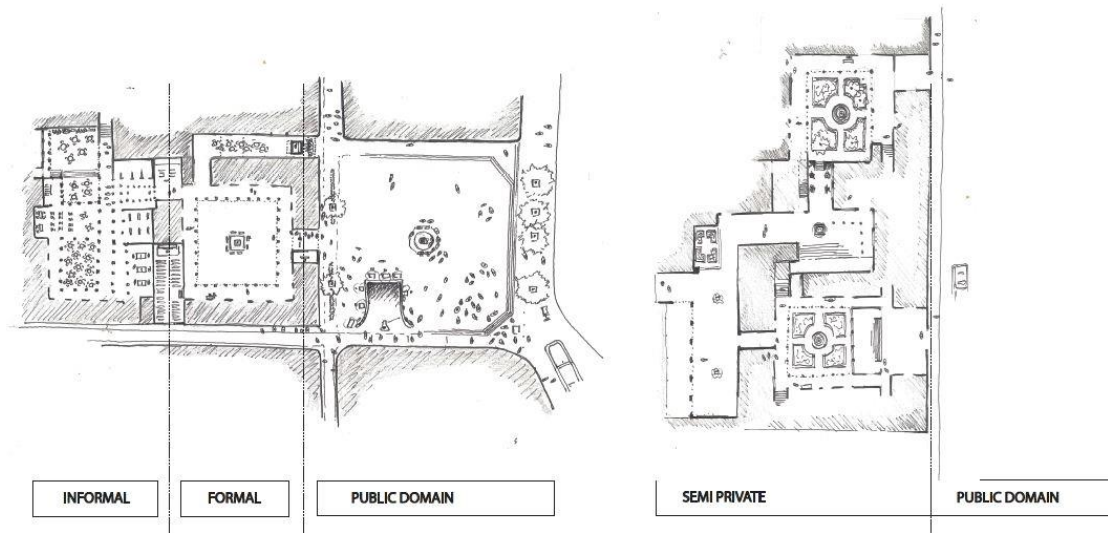 INFORMAL
FORMAL
PUBLIC DOMAIN
SEMI PRIVATE
PUBLIC DOMAIN